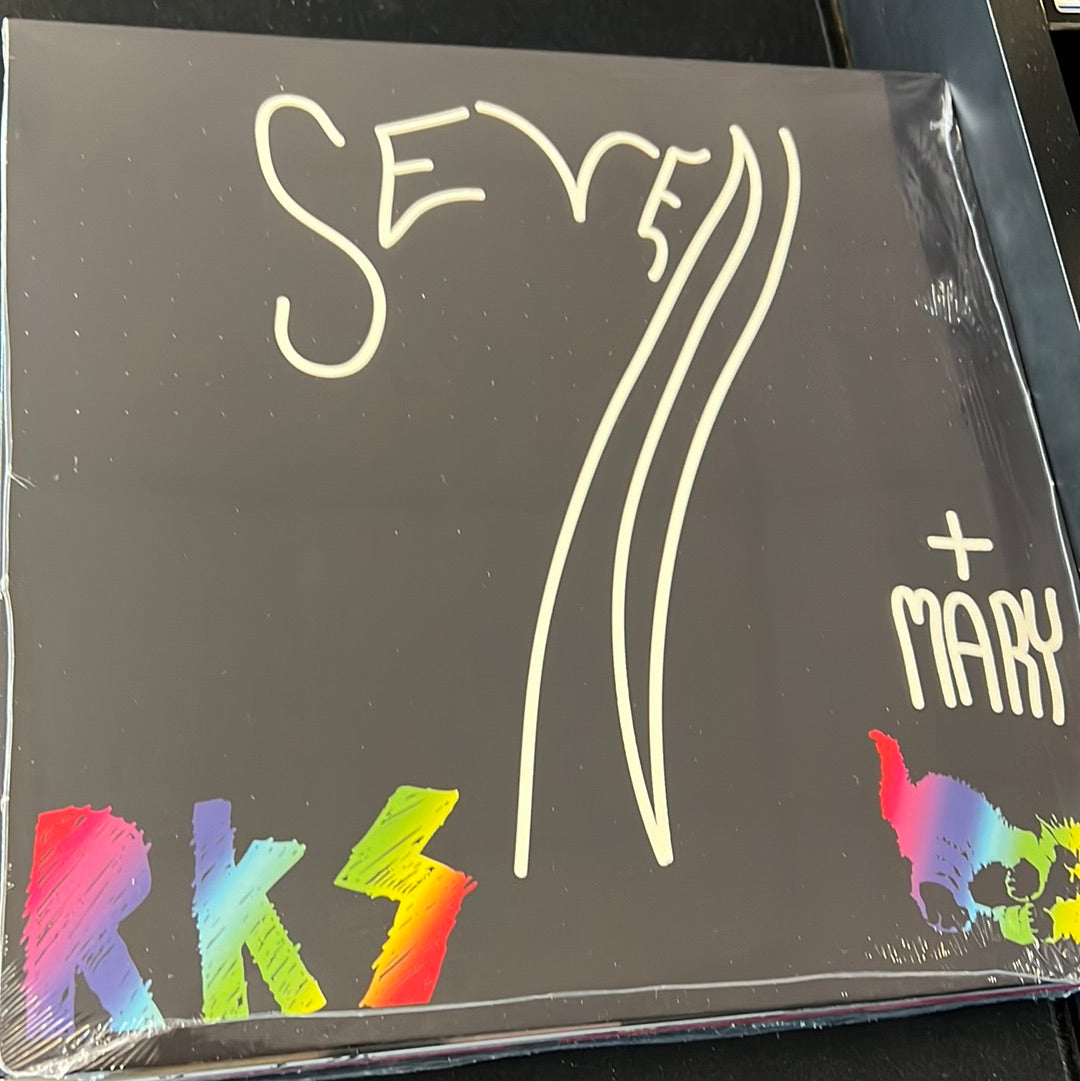 SEVEN
+
MARY
RKS